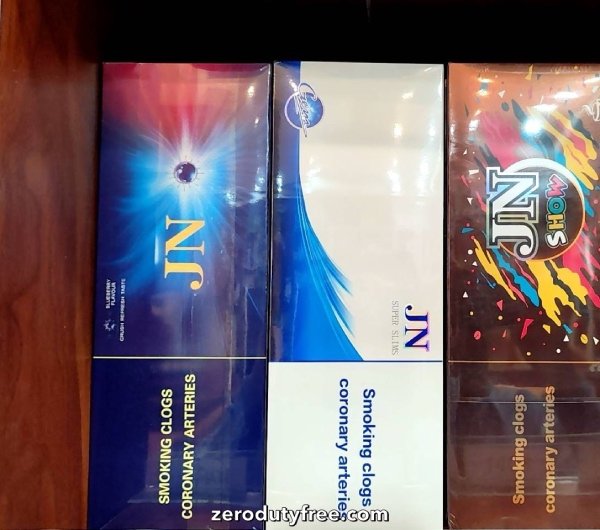 JN
BLUEBERRY
FLAVOUR
CRUSH REFRESH TASTE
SMOKING CLOGS
CORONARY ARTERIES
JN
SUPER SLIMS
Smoking clogs
coronary arteries
JN
SHOW
Smoking clogs
coronary arteries
zerodutyfree.com